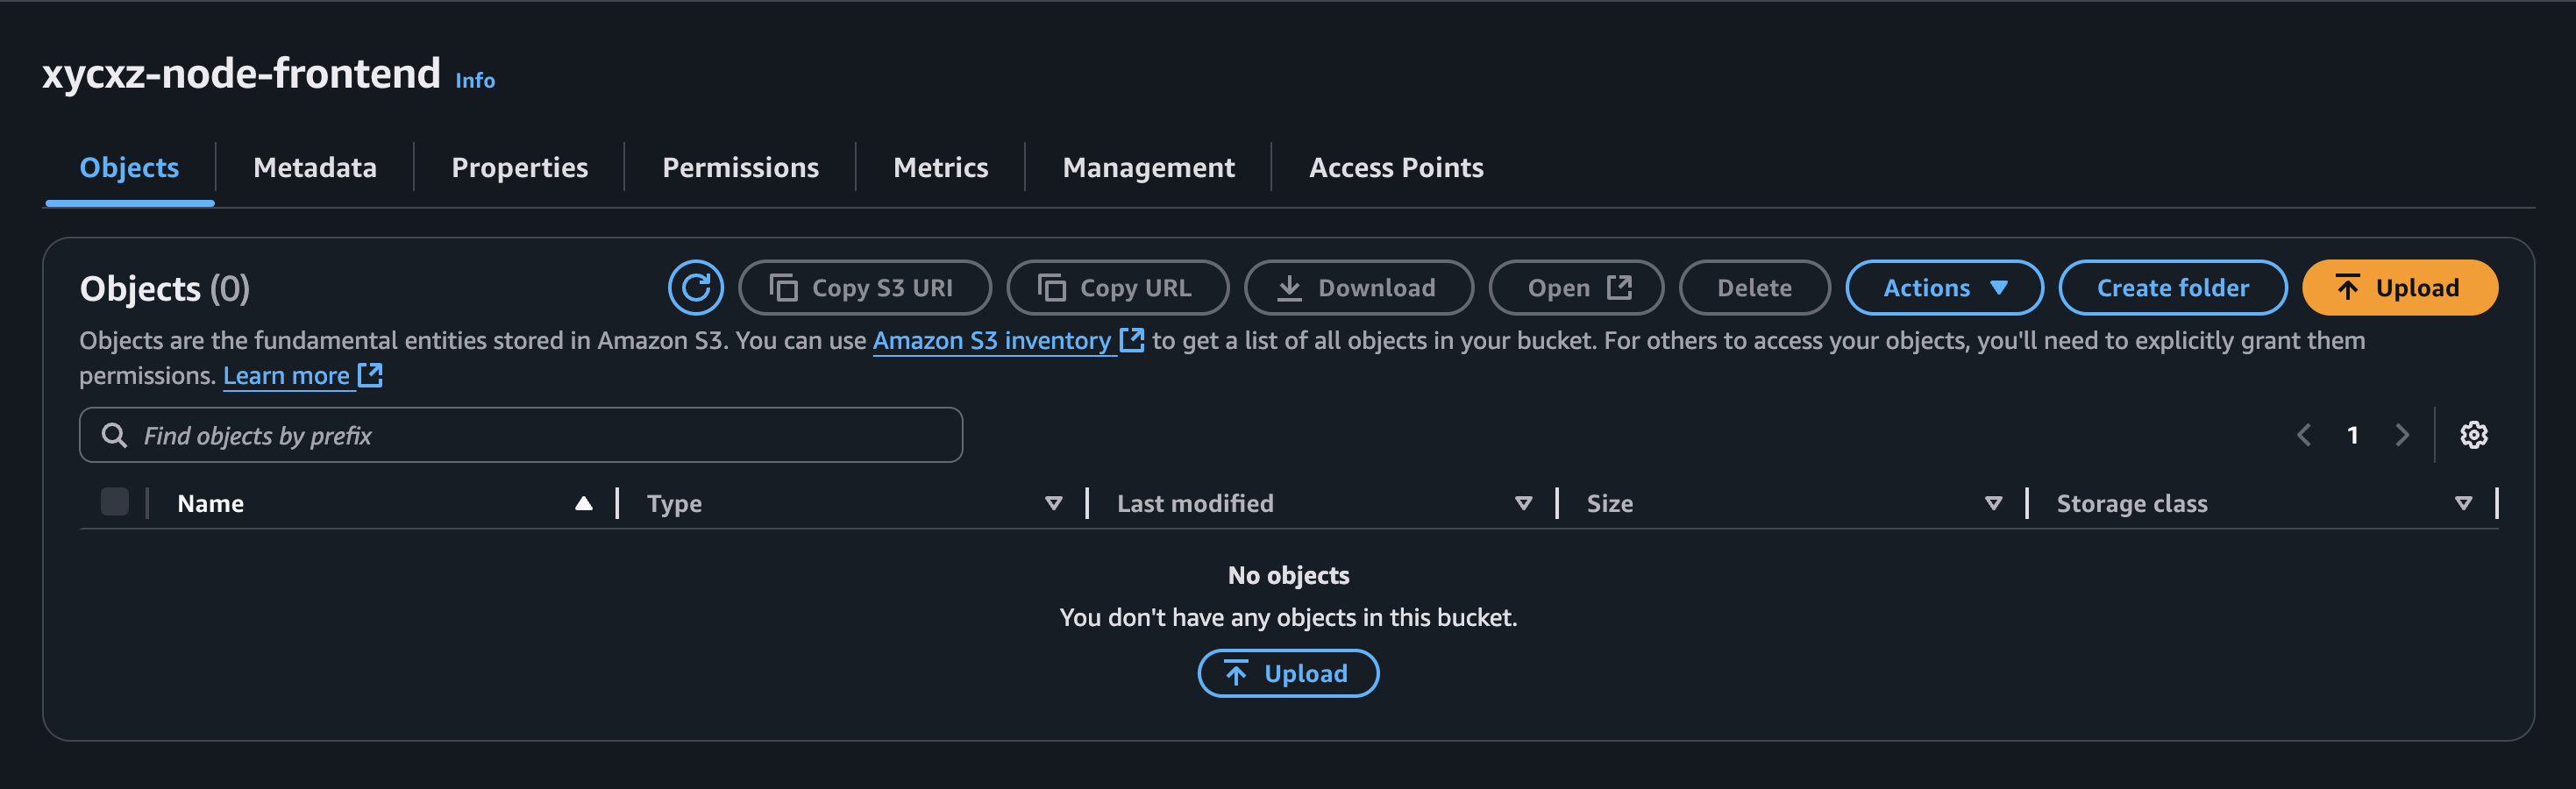 xycxz-node-frontend Info
Objects Metadata Properties Permissions Metrics Management Access Points
Objects (0) Copy S3 URI Copy URL Download Open Delete Actions Create folder Upload
Objects are the fundamental entities stored in Amazon S3. You can use Amazon S3 inventory to get a list of all objects in your bucket. For others to access your objects, you'll need to explicitly grant them
permissions. Learn more
Find objects by prefix 1
Name Type Last modified Size Storage class
No objects
You don't have any objects in this bucket.
Upload